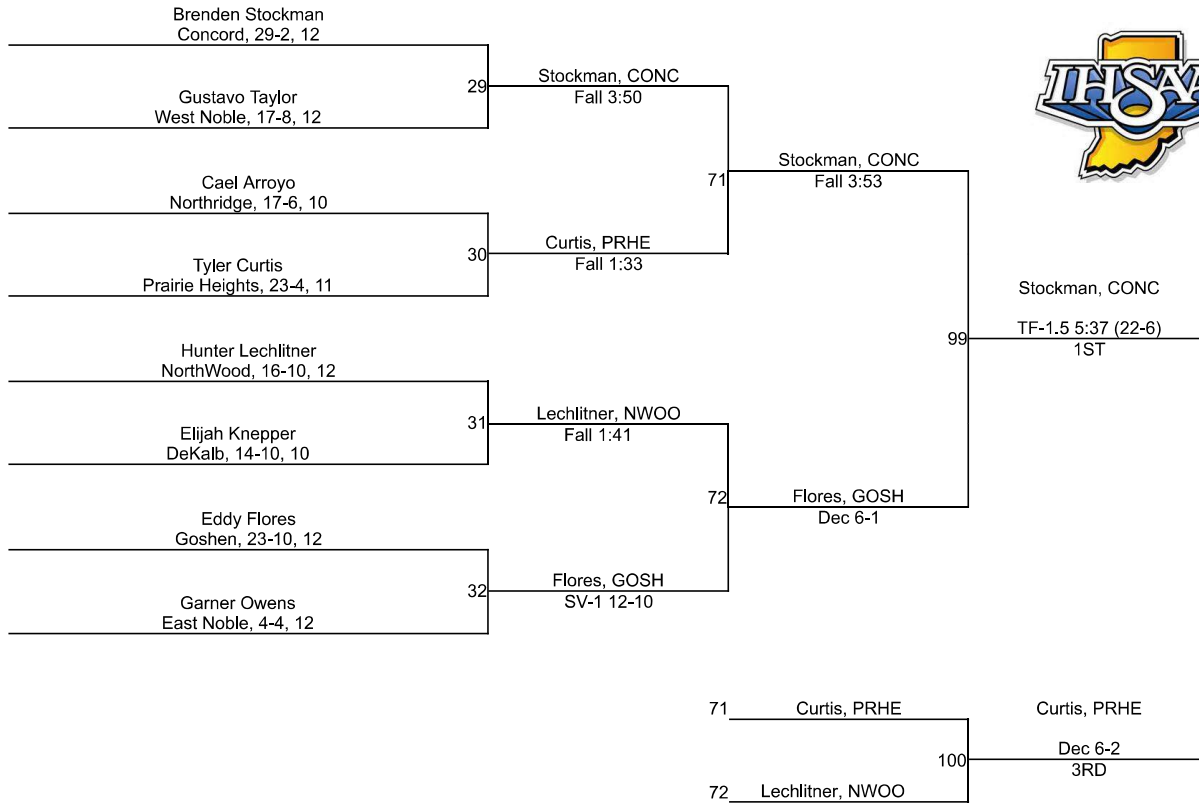 Brenden Stockman
Concord, 29-2, 12
Gustavo Taylor
West Noble, 17-8, 12
29
Stockman, CONC
Fall 3:50
Cael Arroyo
Northridge, 17-6, 10
Tyler Curtis
Prairie Heights, 23-4, 11
30
Curtis, PRHE
Fall 1:33
71
Stockman, CONC
Fall 3:53
Hunter Lechlitner
NorthWood, 16-10, 12
Elijah Knepper
DeKalb, 14-10, 10
31
Lechlitner, NWOO
Fall 1:41
Eddy Flores
Goshen, 23-10, 12
Garner Owens
East Noble, 4-4, 12
32
Flores, GOSH
SV-1 12-10
72
Flores, GOSH
Dec 6-1
99
Stockman, CONC
TF-1.5 5:37 (22-6)
1ST
71
Curtis, PRHE
72
Lechlitner, NWOO
100
Curtis, PRHE
Dec 6-2
3RD
IHSAA